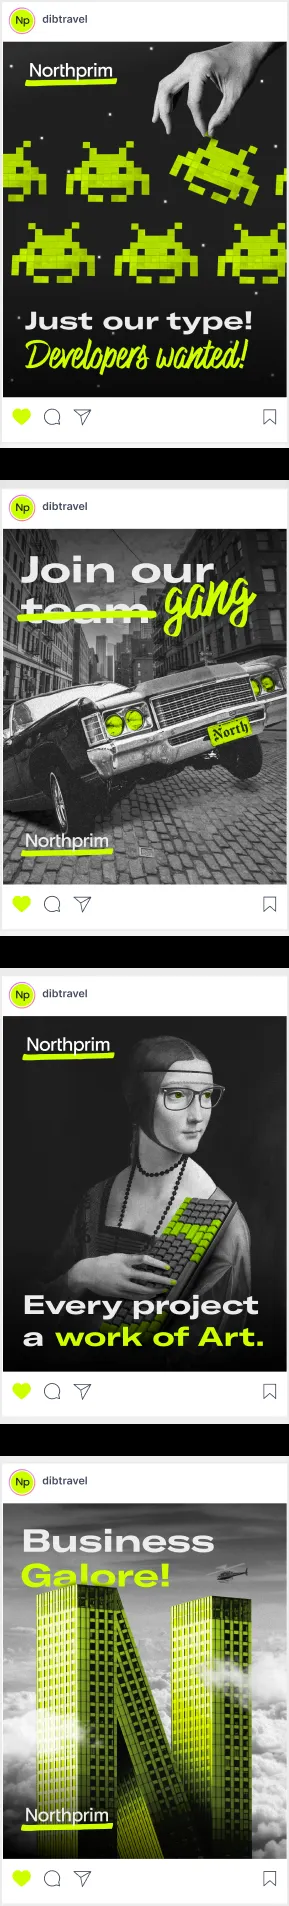 Np dibtravel
Northprim
Just our type!
Developers wanted!
Np dibtravel
Join our
team gang
North
Northprim
Np dibtravel
Northprim
Every project
a work of Art.
Np dibtravel
Business
Galore!
Northprim